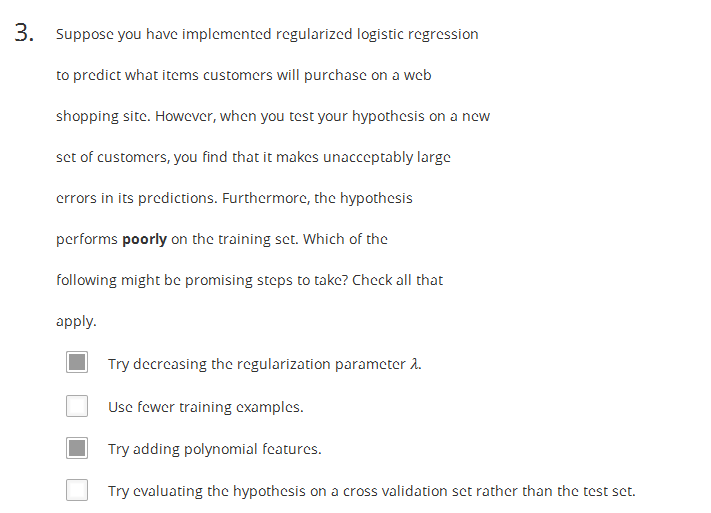 3. Suppose you have implemented regularized logistic regression
to predict what items customers will purchase on a web
shopping site. However, when you test your hypothesis on a new
set of customers, you find that it makes unacceptably large
errors in its predictions. Furthermore, the hypothesis
performs poorly on the training set. Which of the
following might be promising steps to take? Check all that
apply.
Try decreasing the regularization parameter λ.
Use fewer training examples.
Try adding polynomial features.
Try evaluating the hypothesis on a cross validation set rather than the test set.